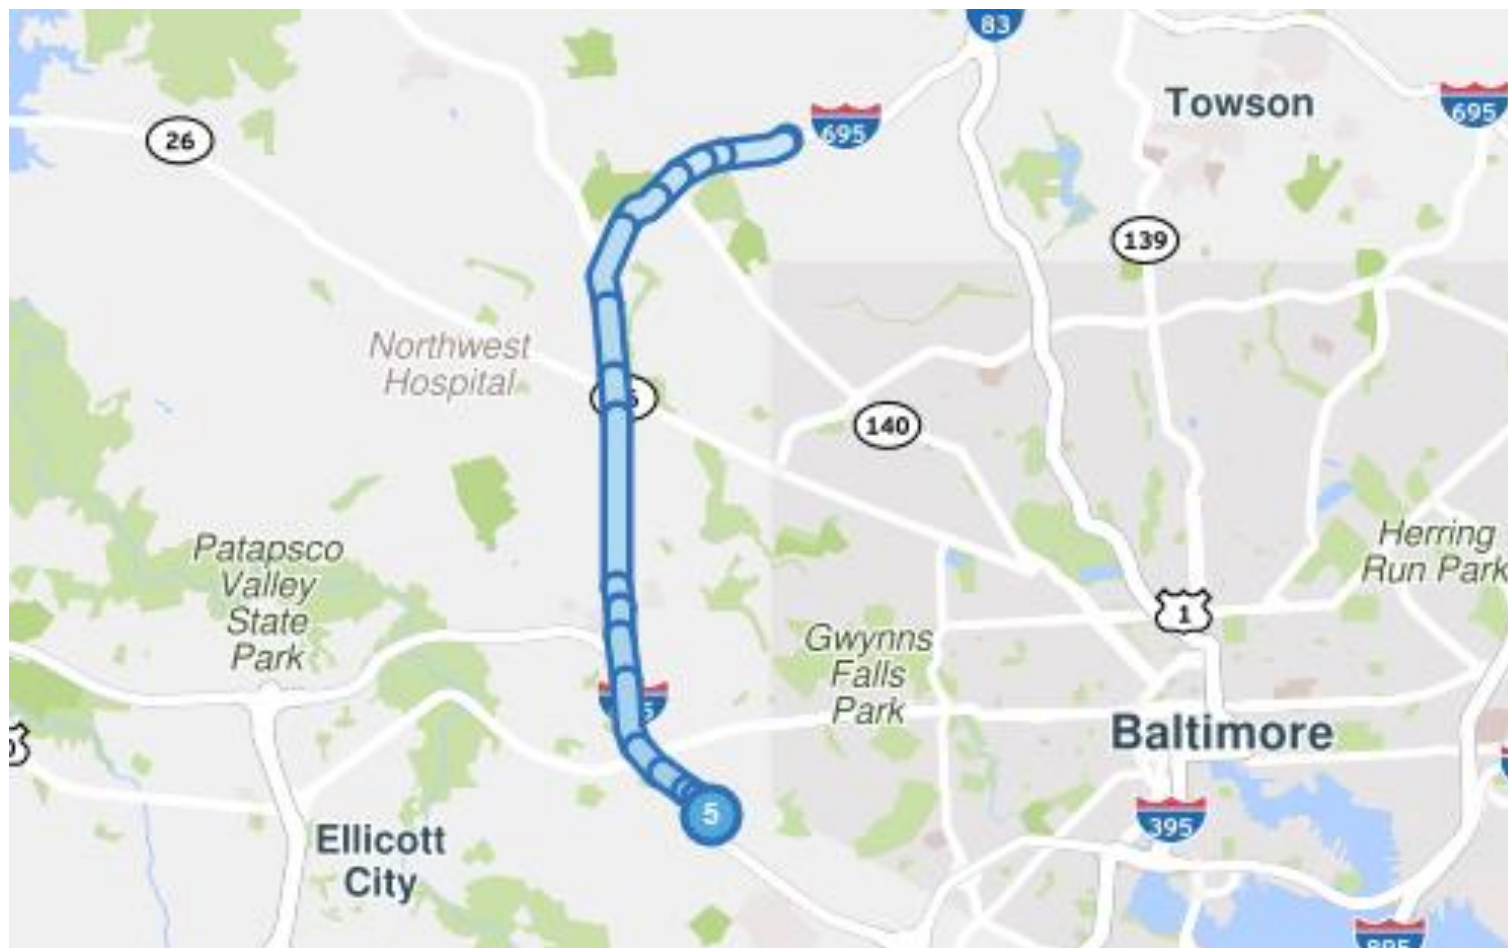 83
Towson
695
695
26
139
Northwest
Hospital
140
Herring
Run Park
Patapsco
Valley
State
Park
1
Gwynns
Falls
Park
Baltimore
5
395
Ellicott
City
895